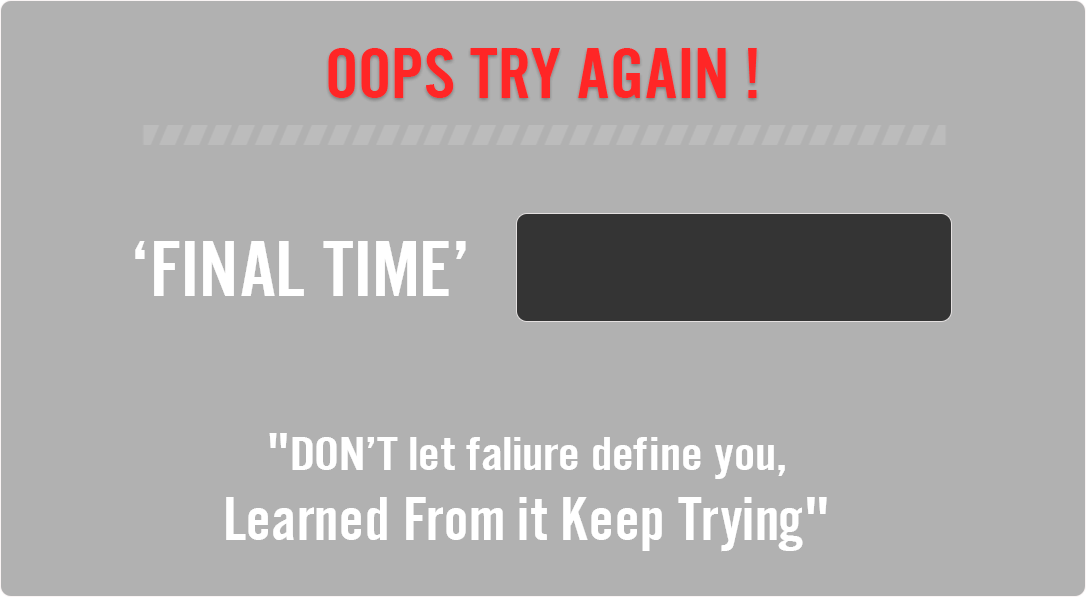 OOPS TRY AGAIN !
‘FINAL TIME’
"DON’T let faliure define you,
Learned From it Keep Trying"